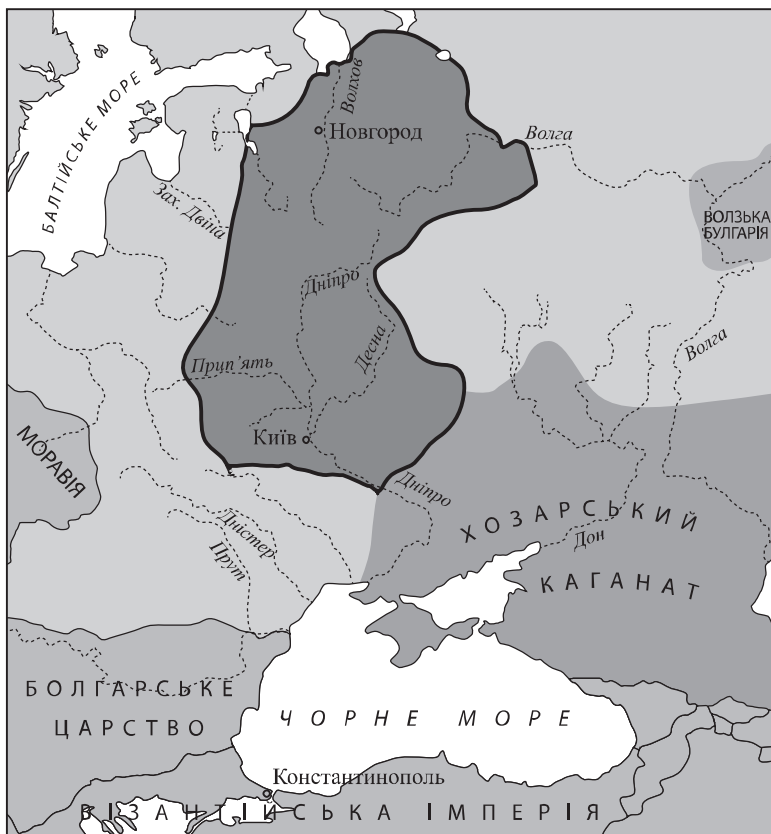 БАЛТІЙСЬКЕ МОРЕ
Волхов
Новгород
Волга
Зах. Двіна
ВОЛЗЬКА
БУЛГАРІЯ
Дніпро
Десна
Волга
Прип’ять
Київ
МОРАВІЯ
Дніпро
Дністер
Прут
ХОЗАРСЬКИЙ
Дон
КАГАНАТ
БОЛГАРСЬКЕ
ЦАРСТВО
ЧОРНЕ МОРЕ
Константинополь
ВІЗАНТІЙСЬКА ІМПЕРІЯ